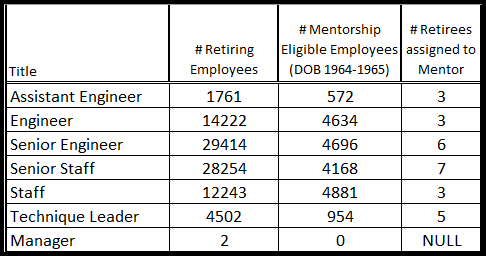 Title # Retiring Employees # Mentorship Eligible Employees (DOB 1964-1965) # Retirees assigned to Mentor
Assistant Engineer 1761 572 3
Engineer 14222 4634 3
Senior Engineer 29414 4696 6
Senior Staff 28254 4168 7
Staff 12243 4881 3
Technique Leader 4502 954 5
Manager 2 0 NULL